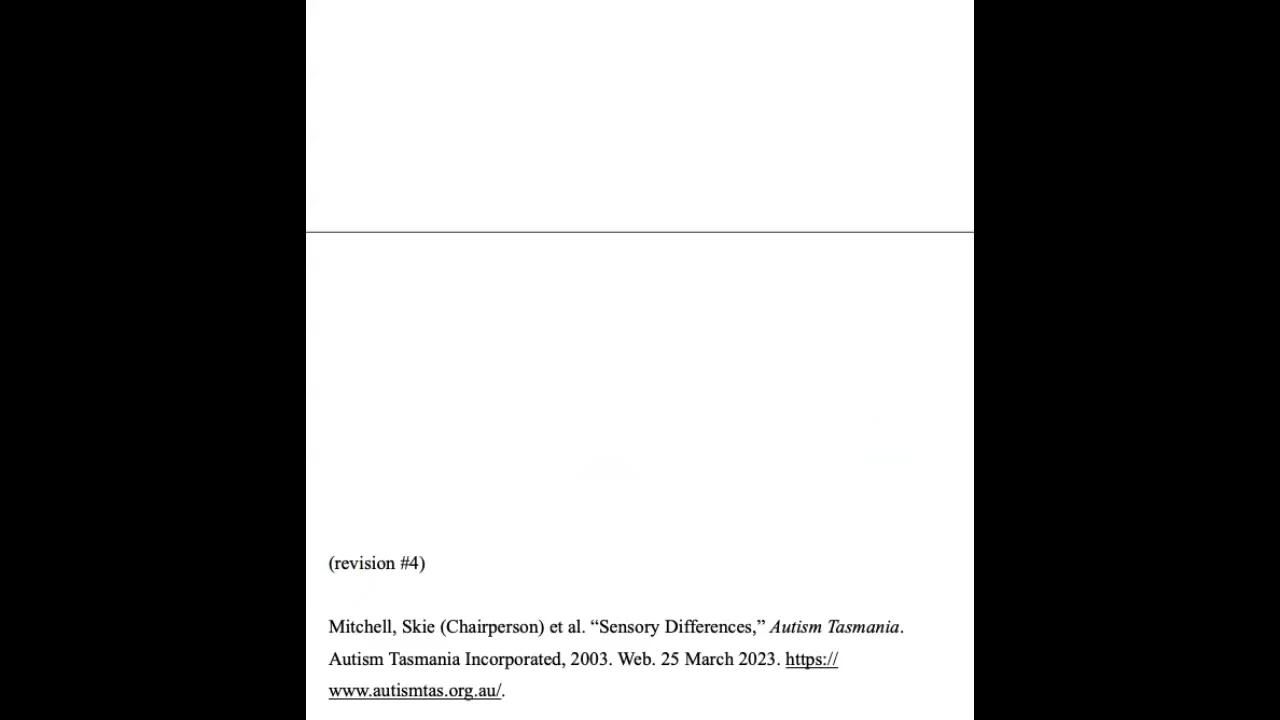 (revision #4)
Mitchell, Skie (Chairperson) et al. “Sensory Differences,” Autism Tasmania.
Autism Tasmania Incorporated, 2003. Web. 25 March 2023. https://
www.autismtas.org.au/.